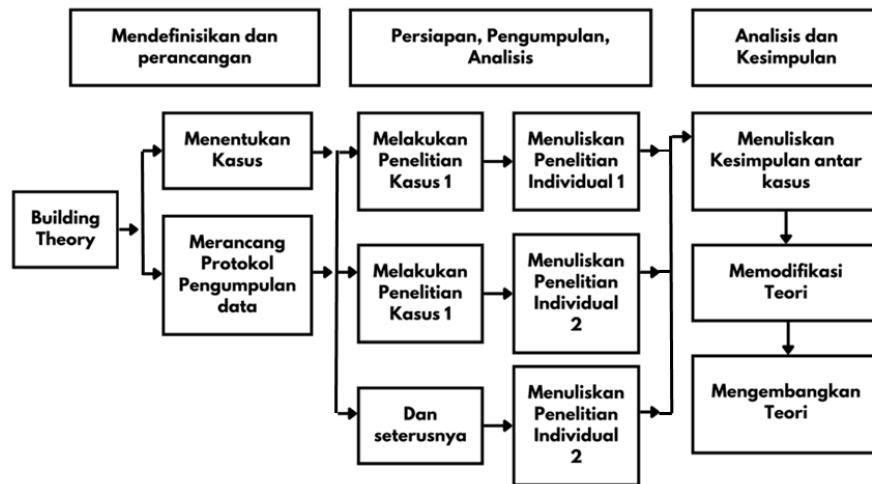 Mendefinisikan dan
perancangan
Persiapan, Pengumpulan,
Analisis
Analisis dan
Kesimpulan
Building
Theory
Menentukan
Kasus
Merancang
Protokol
Pengumpulan
data
Melakukan
Penelitian
Kasus 1
Menuliskan
Penelitian
Individual 1
Melakukan
Penelitian
Kasus 1
Menuliskan
Penelitian
Individual
2
Dan
seterusnya
Menuliskan
Penelitian
Individual
2
Menuliskan
Kesimpulan antar
kasus
Memodifikasi
Teori
Mengembangkan
Teori